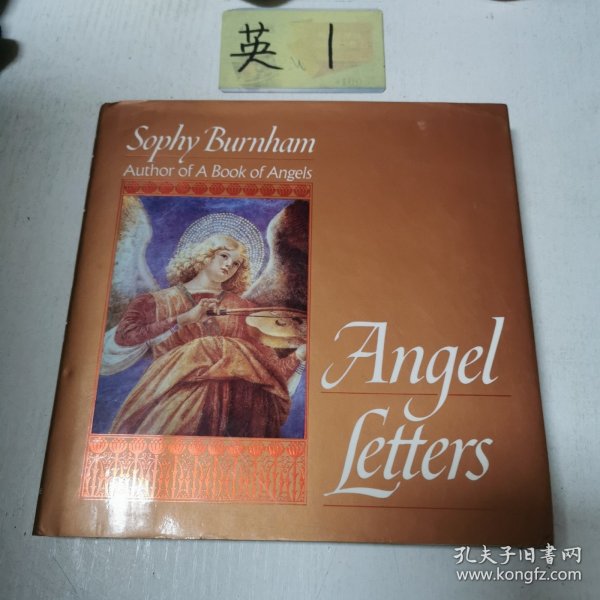 英 1
Sophy Burnham
Author of A Book of Angels
Angel
Letters
孔夫子旧书网
www.kongfz.com